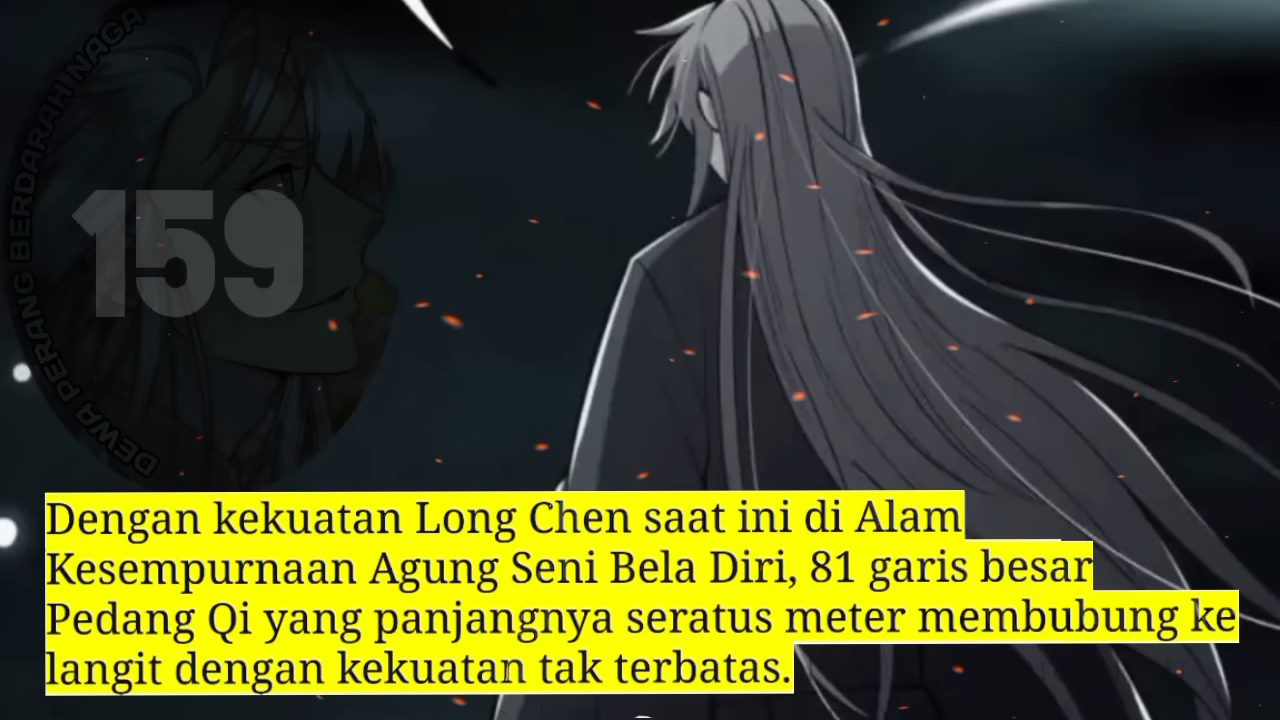 DEWA PERANG BERDARAH NAGA
159
Dengan kekuatan Long Chen saat ini di Alam
Kesempurnaan Agung Seni Bela Diri, 81 garis besar
Pedang Qi yang panjangnya seratus meter membubung ke
langit dengan kekuatan tak terbatas.